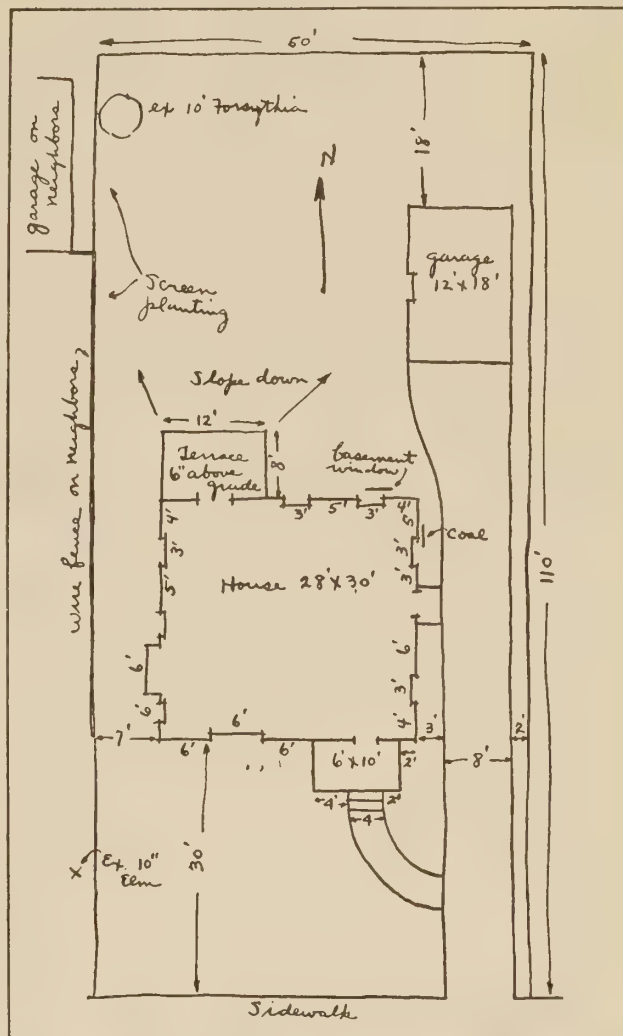 50'
ex 10' Forsythia
garage on
neighbors
18'
N
garage
12' x 18'
Screen
planting
Slope down
12'
Terrace
6" above
grade
8'
basement
window
wire fence on neighbors
4'
3'
5'
3'
5'
3'
4'
5'
coal
3'
3'
House 28' x 30'
110'
6'
6'
6'
3'
4'
7'
6'
6'
6'
6' x 10'
2'
3'
8'
2'
4'
2'
4
30'
x Ex. 10"
Elm
Sidewalk